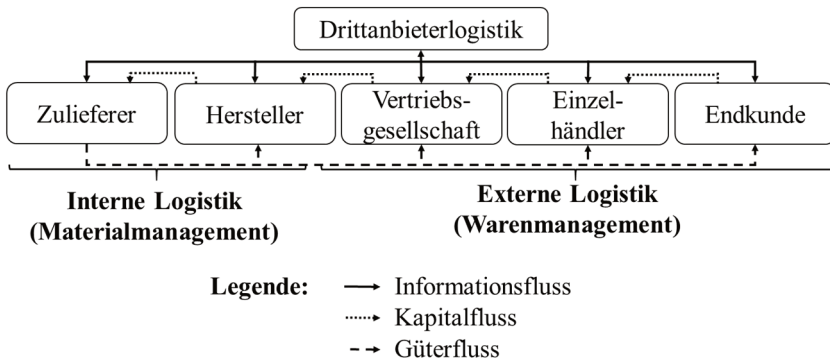 Drittanbieterlogistik
Zulieferer
Hersteller
Vertriebs-
gesellschaft
Einzel-
händler
Endkunde
Interne Logistik
(Materialmanagement)
Externe Logistik
(Warenmanagement)
Legende:
Informationsfluss
Kapitalfluss
Güterfluss